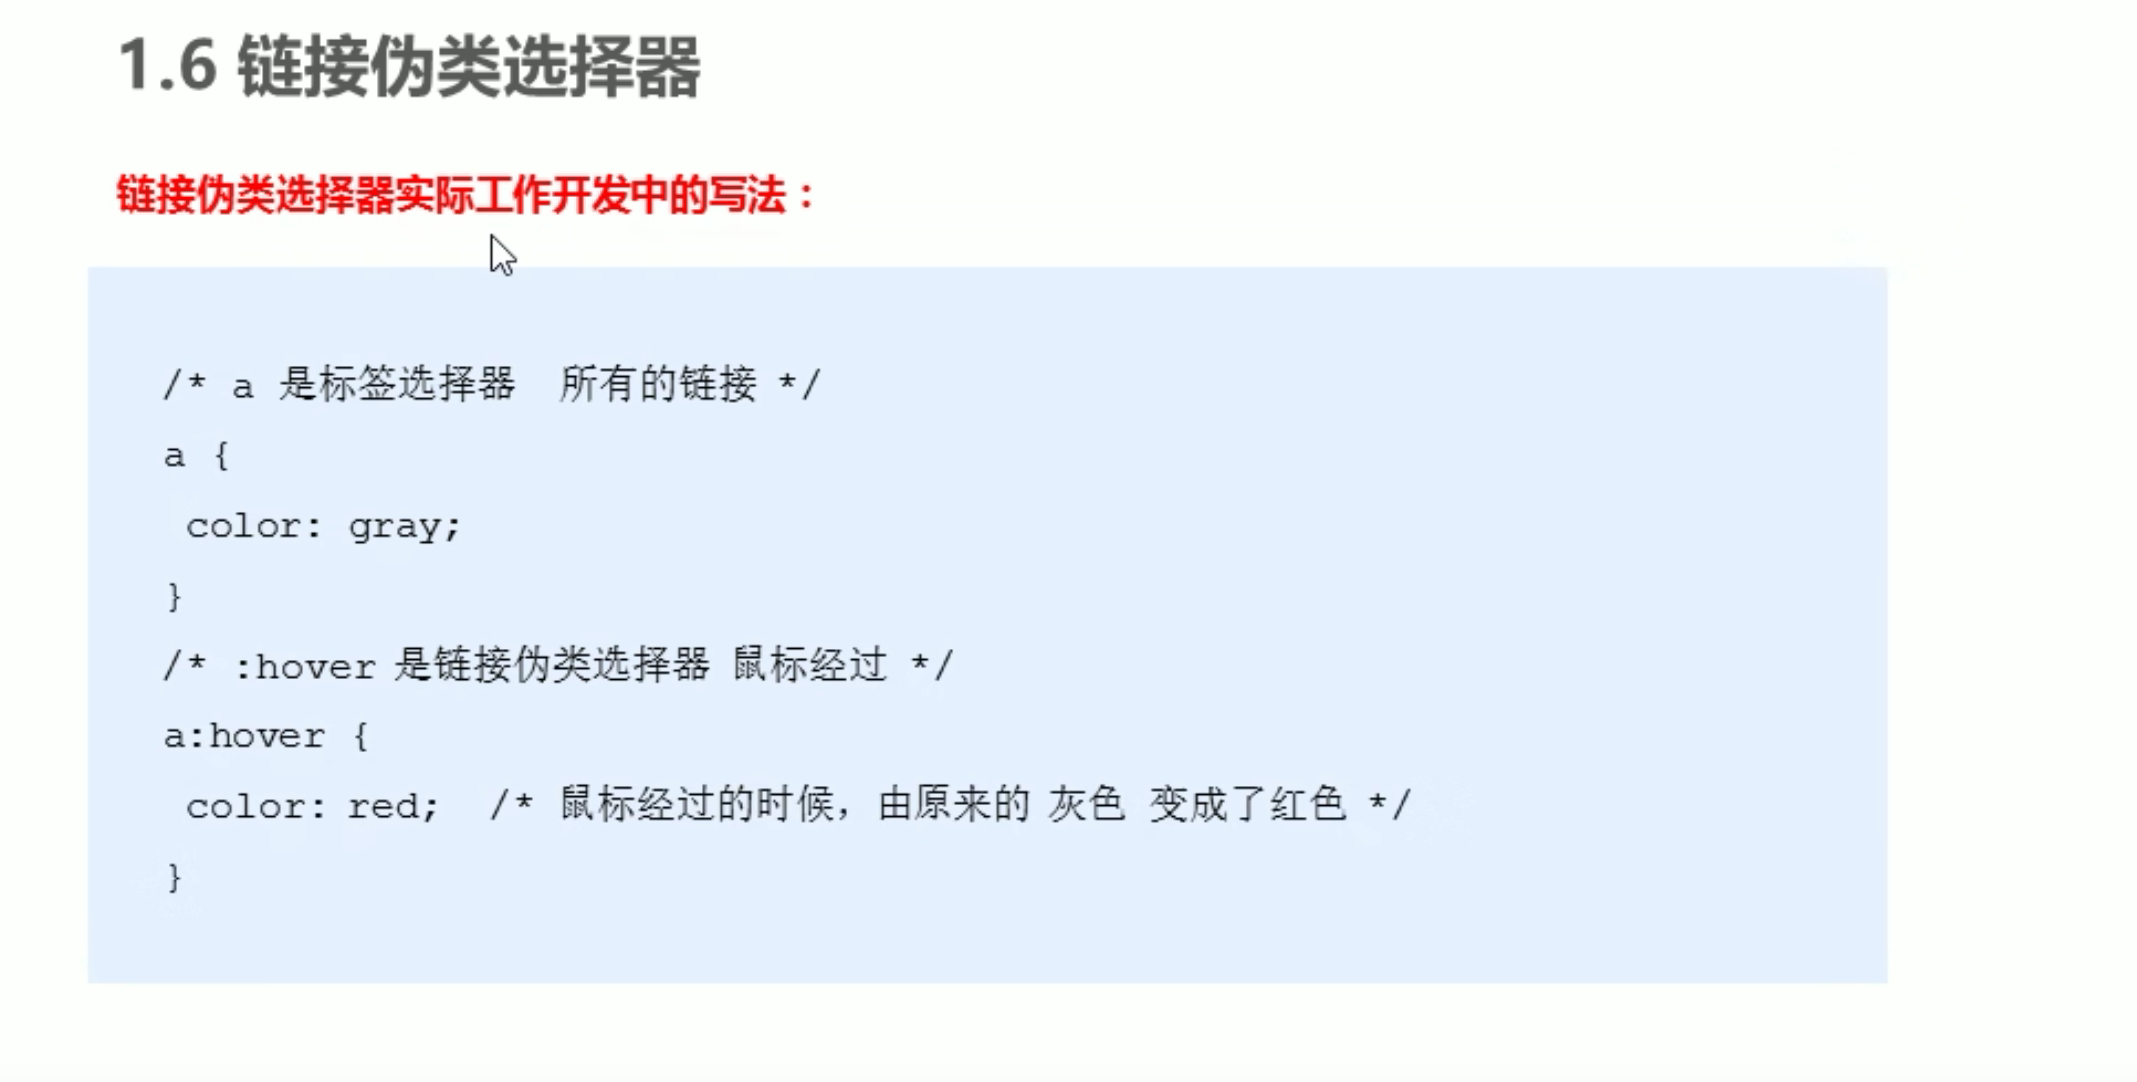 1.6 链接伪类选择器
链接伪类选择器实际工作开发中的写法：
/* a 是标签选择器  所有的链接 */
a {
 color: gray;
}
/* :hover 是链接伪类选择器 鼠标经过 */
a:hover {
 color: red;  /* 鼠标经过的时候，由原来的 灰色 变成了红色 */
}